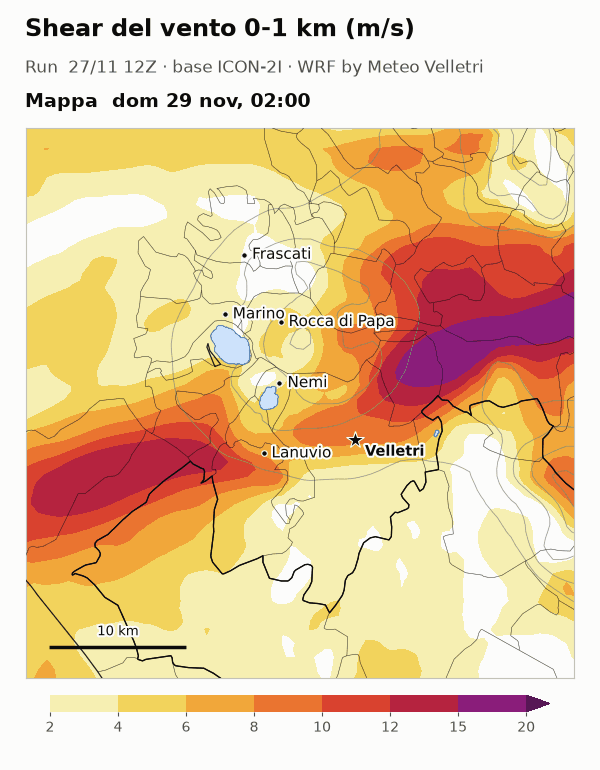 Shear del vento 0-1 km (m/s)
Run  27/11 12Z · base ICON-2I · WRF by Meteo Velletri
Mappa  dom 29 nov, 02:00
Frascati
Marino
Rocca di Papa
Nemi
Velletri
Lanuvio
10 km
2 4 6 8 10 12 15 20